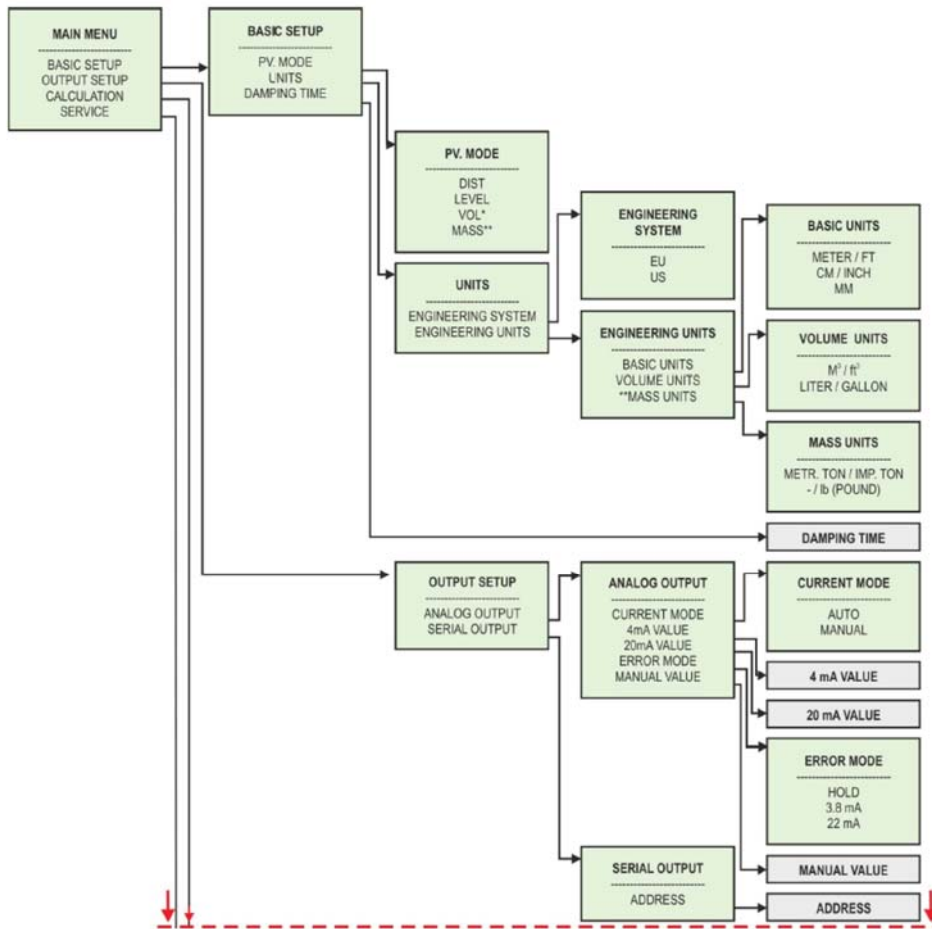 MAIN MENU
BASIC SETUP
OUTPUT SETUP
CALCULATION
SERVICE
BASIC SETUP
PV. MODE
UNITS
DAMPING TIME
PV. MODE
DIST
LEVEL
VOL*
MASS**
UNITS
ENGINEERING SYSTEM
ENGINEERING UNITS
ENGINEERING
SYSTEM
EU
US
ENGINEERING UNITS
BASIC UNITS
VOLUME UNITS
**MASS UNITS
BASIC UNITS
METER / FT
CM / INCH
MM
VOLUME UNITS
M³ / ft³
LITER / GALLON
MASS UNITS
METR. TON / IMP. TON
- / lb (POUND)
DAMPING TIME
OUTPUT SETUP
ANALOG OUTPUT
SERIAL OUTPUT
ANALOG OUTPUT
CURRENT MODE
4mA VALUE
20mA VALUE
ERROR MODE
MANUAL VALUE
CURRENT MODE
AUTO
MANUAL
4 mA VALUE
20 mA VALUE
ERROR MODE
HOLD
3.8 mA
22 mA
MANUAL VALUE
SERIAL OUTPUT
ADDRESS
ADDRESS